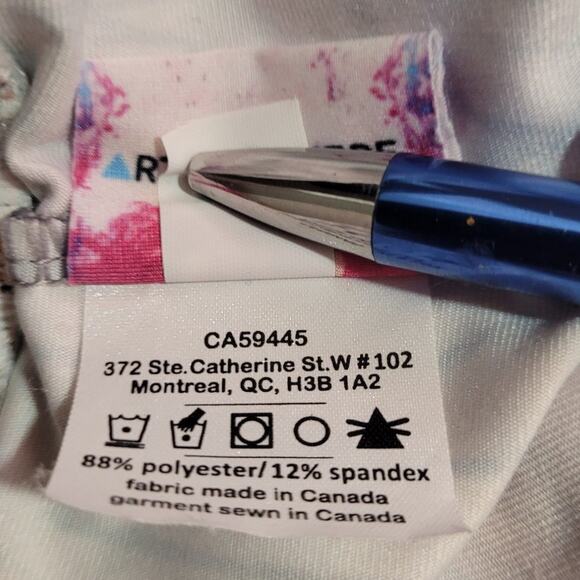 CA59445
372 Ste.Catherine St.W #102
Montreal, QC, H3B 1A2
88% polyester/12% spandex
fabric made in Canada
garment sewn in Canada